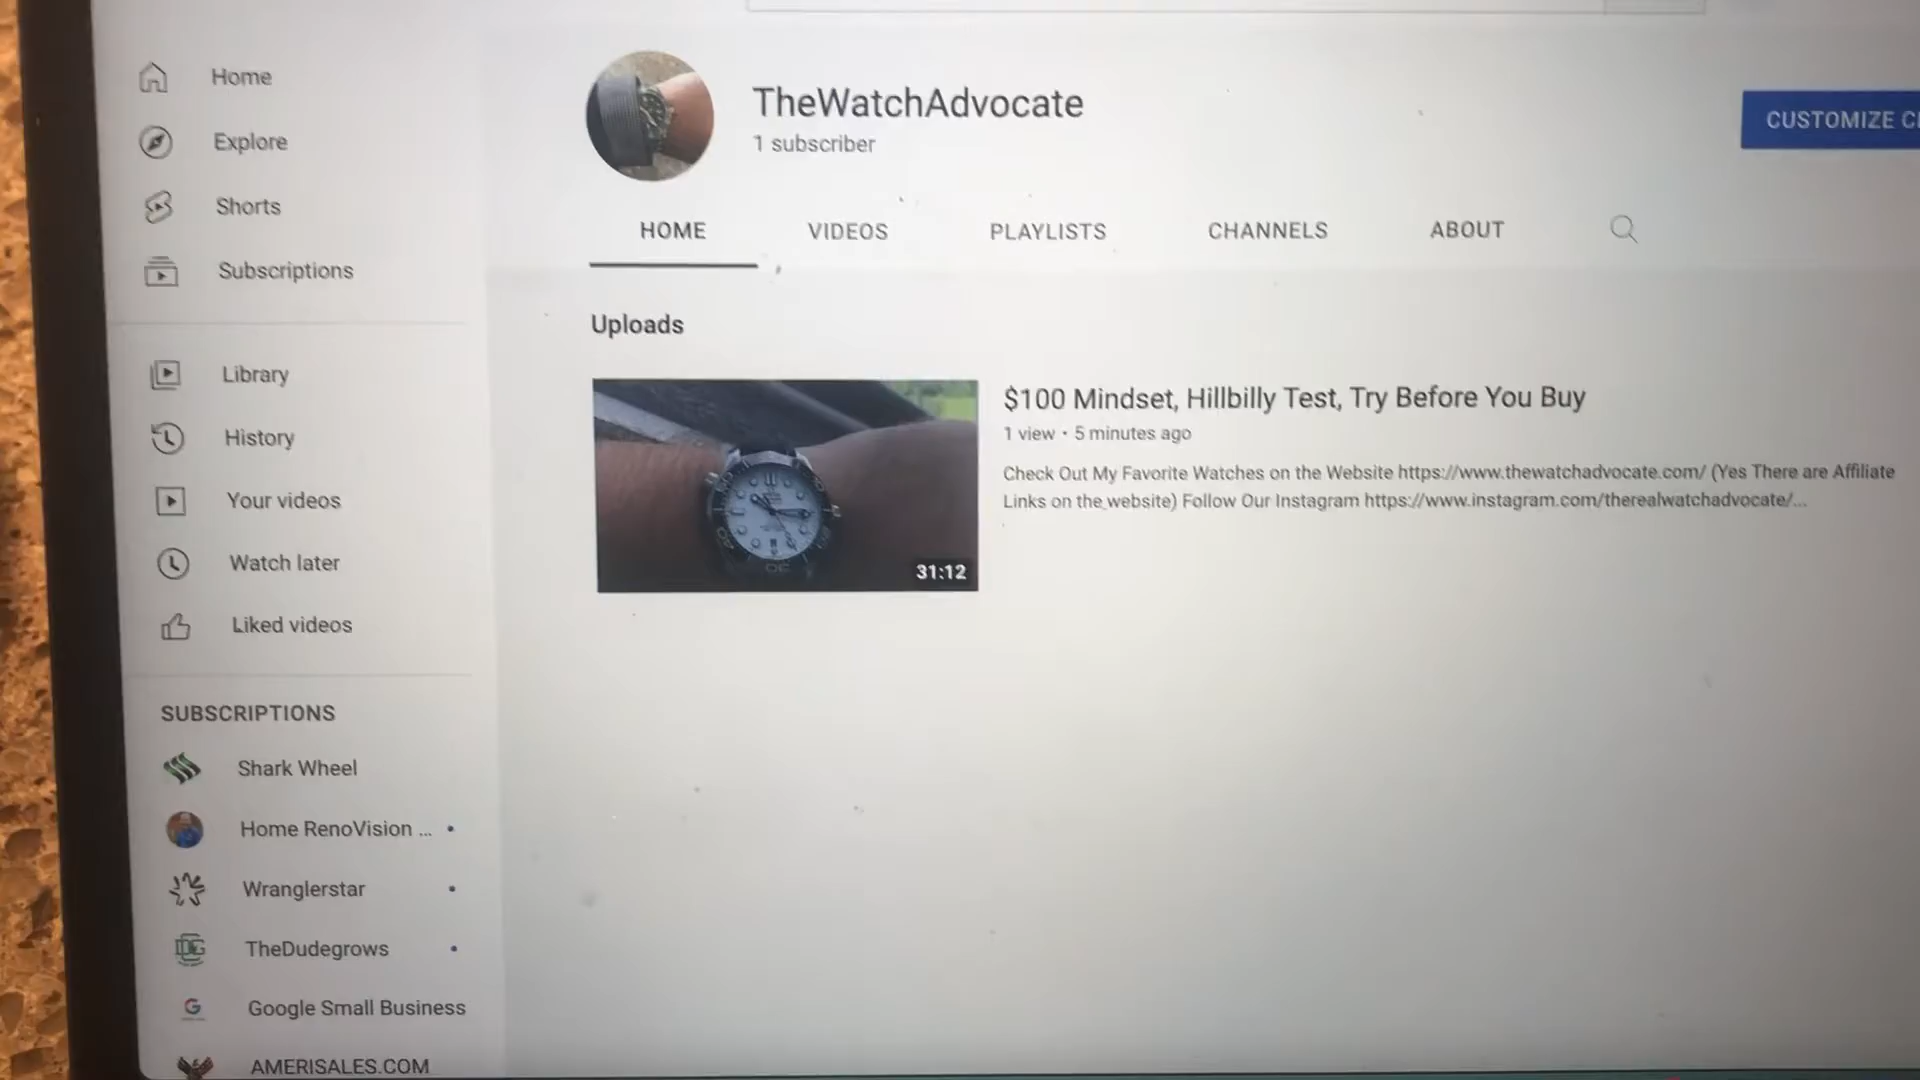 Home
Explore
Shorts
Subscriptions
Library
History
Your videos
Watch later
Liked videos
SUBSCRIPTIONS
Shark Wheel
Home RenoVision ...
Wranglerstar
TheDudegrows
Google Small Business
AMERISALES.COM
TheWatchAdvocate
1 subscriber
CUSTOMIZE
HOME VIDEOS PLAYLISTS CHANNELS ABOUT
Uploads
31:12
$100 Mindset, Hillbilly Test, Try Before You Buy
1 view • 5 minutes ago
Check Out My Favorite Watches on the Website https://www.thewatchadvocate.com/ (Yes There are Affiliate
Links on the website) Follow Our Instagram https://www.instagram.com/therealwatchadvocate/...